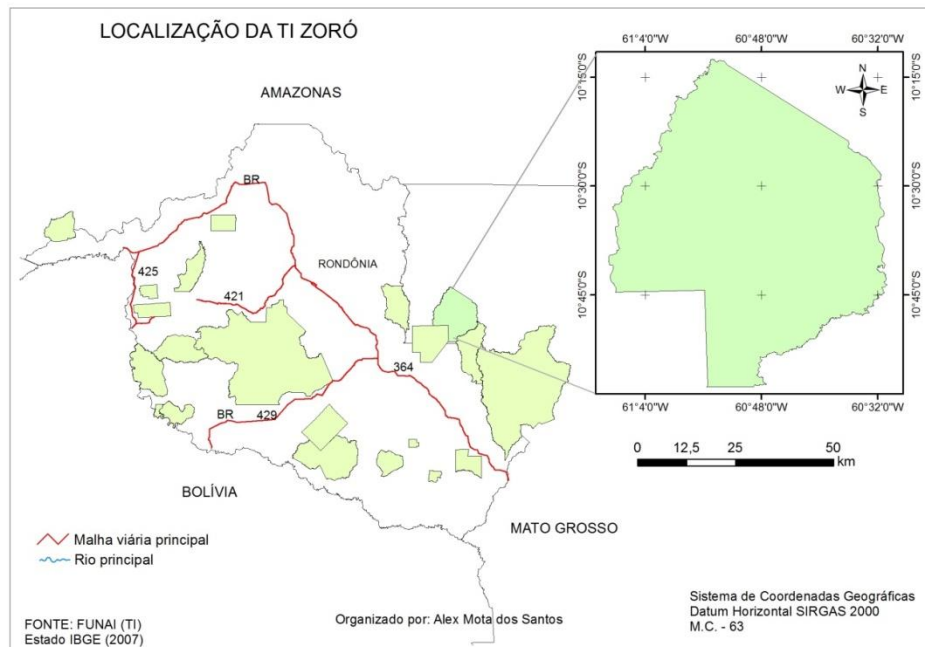 LOCALIZAÇÃO DA TI ZORÓ
AMAZONAS
BR
RONDÔNIA
425
421
364
BR
429
BOLÍVIA
MATO GROSSO
61°4'0"W 60°48'0"W 60°32'0"W
10°15'0"S 10°15'0"S
N
W E
S
10°30'0"S 10°30'0"S
10°45'0"S 10°45'0"S
61°4'0"W 60°48'0"W 60°32'0"W
0 12,5 25 50
km
Malha viária principal
Rio principal
FONTE: FUNAI (TI)
Estado IBGE (2007)
Organizado por: Alex Mota dos Santos
Sistema de Coordenadas Geográficas
Datum Horizontal SIRGAS 2000
M.C. - 63